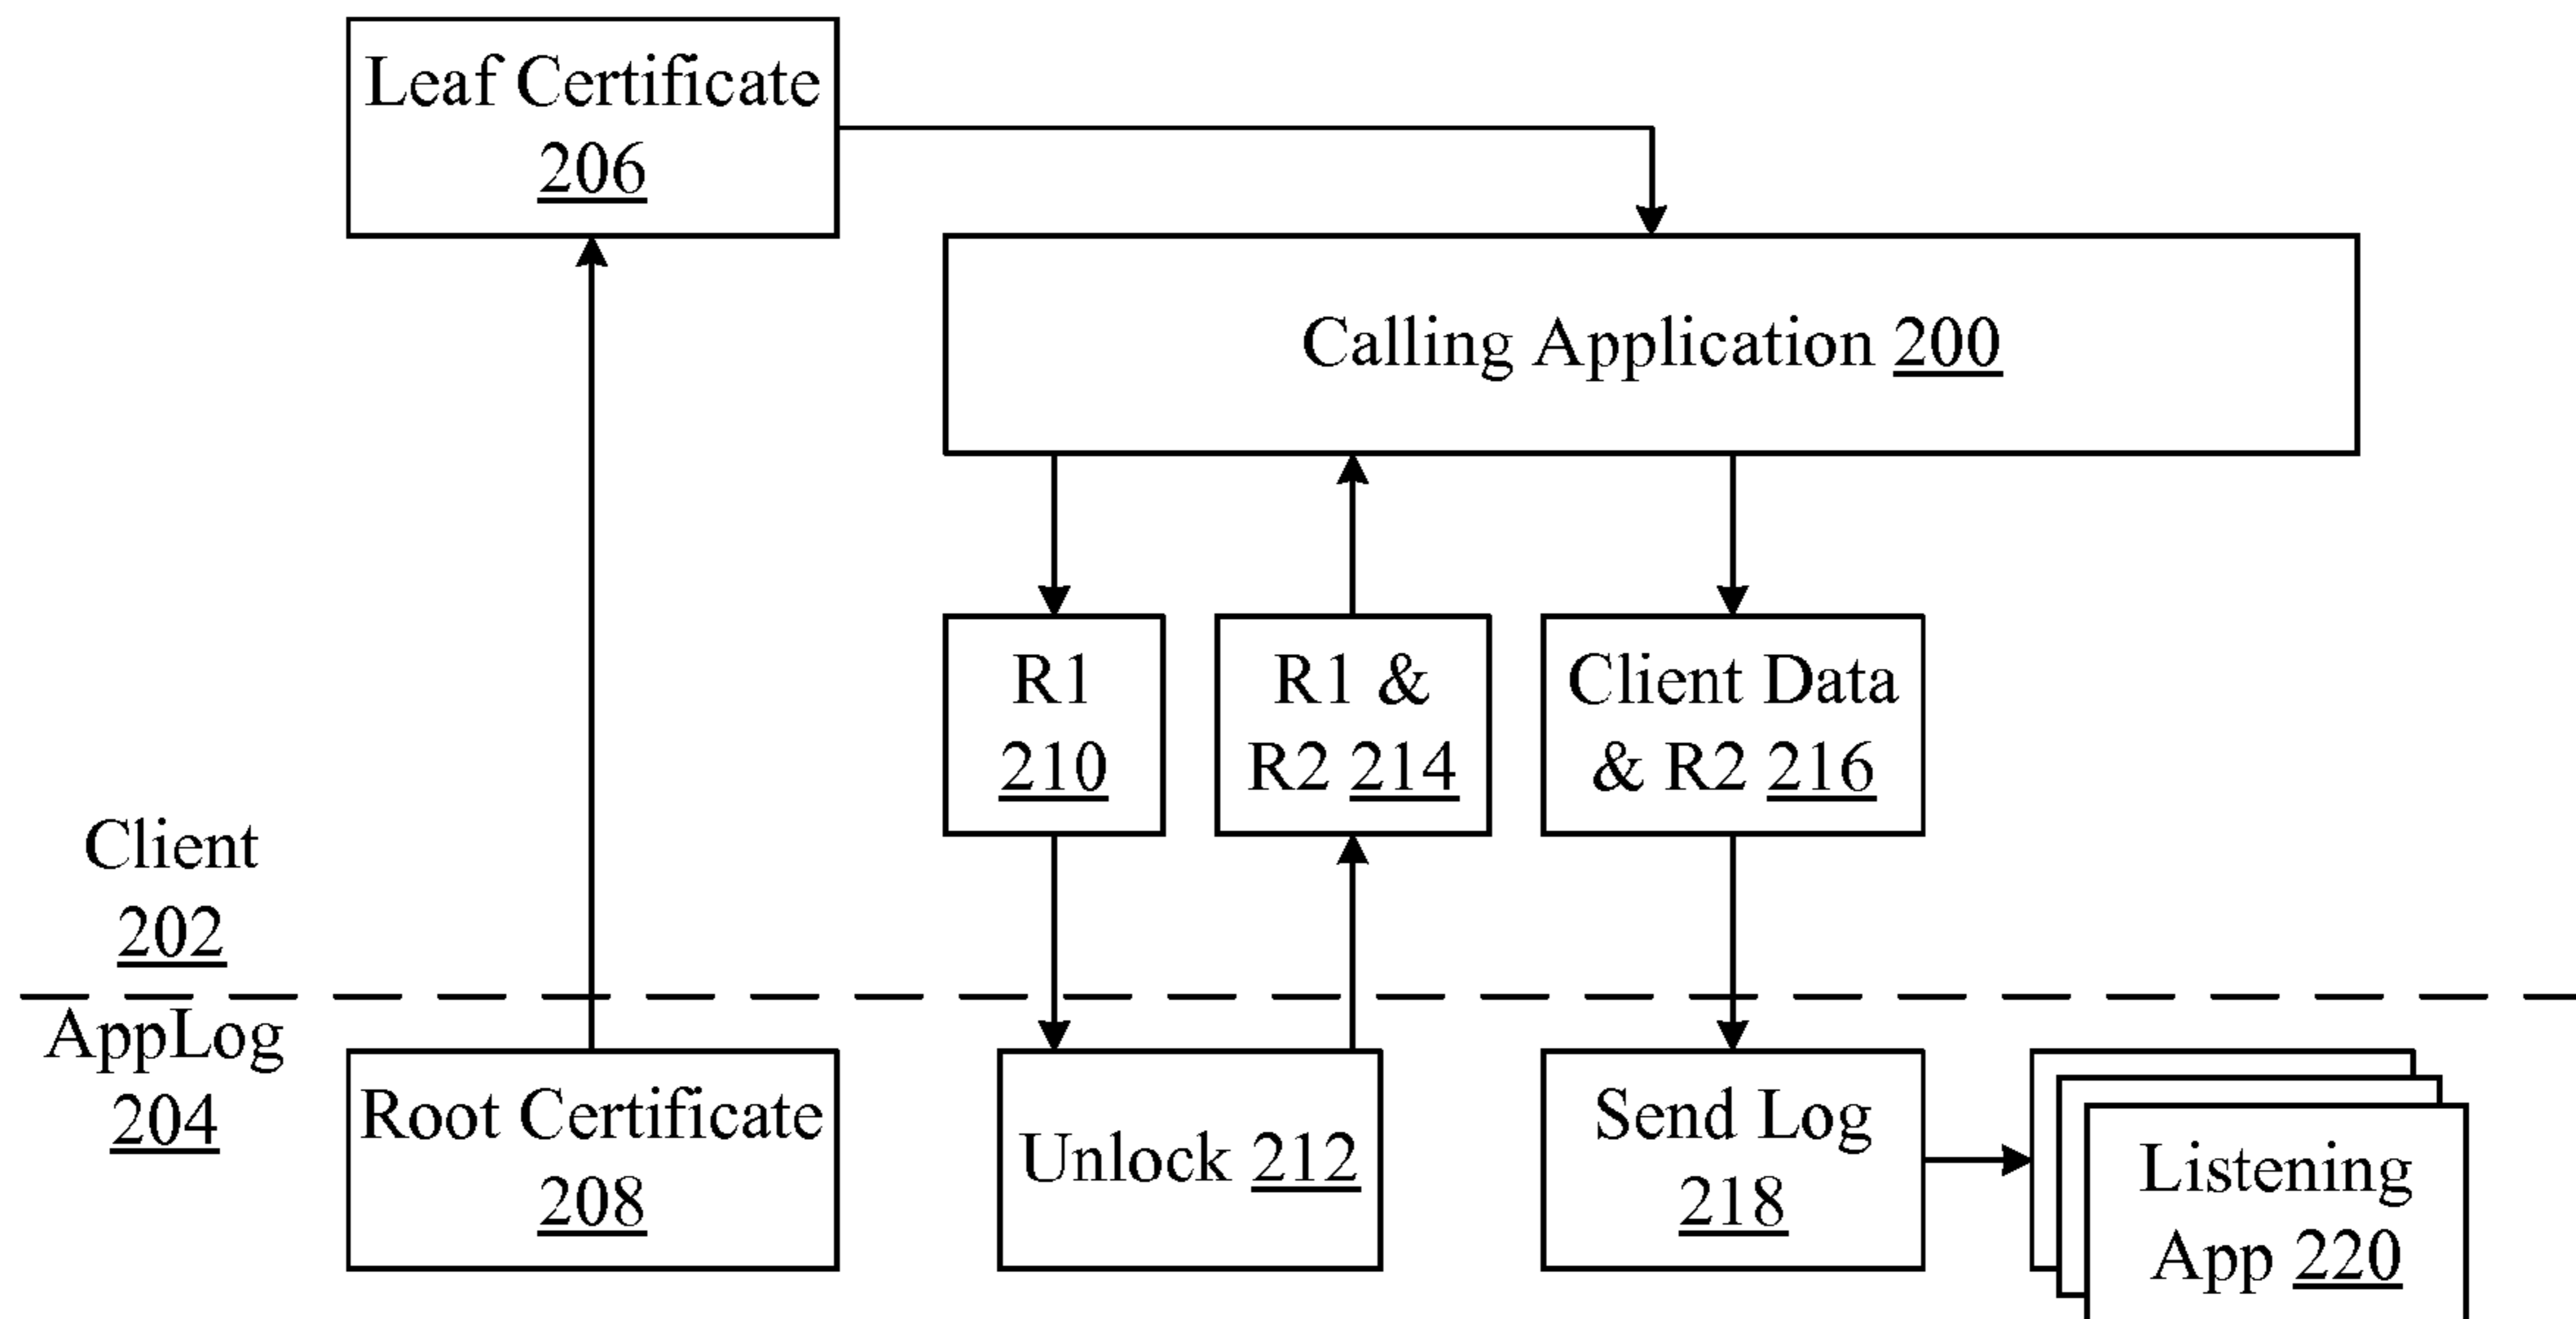 Leaf Certificate
206
Calling Application 200
R1
210
R1 &
R2 214
Client Data
& R2 216
Client
202
AppLog
204
Root Certificate
208
Unlock 212
Send Log
218
Listening
App 220